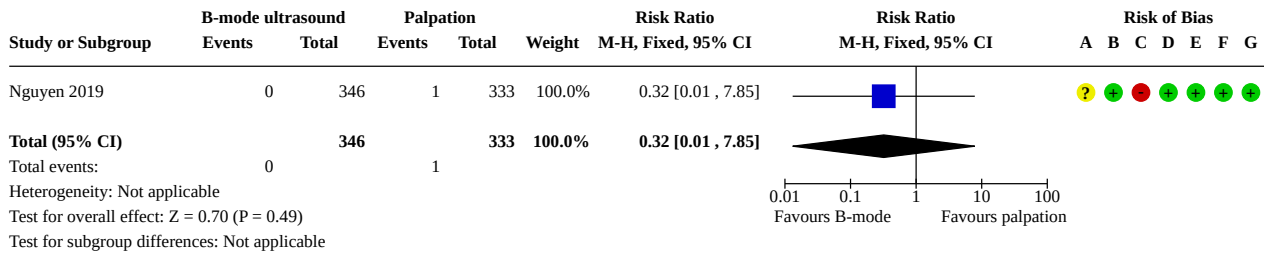 B-mode ultrasound Palpation Risk Ratio Risk Ratio Risk of Bias
Study or Subgroup Events Total Events Total Weight M-H, Fixed, 95% CI M-H, Fixed, 95% CI A B C D E F G
Nguyen 2019 0 346 1 333 100.0% 0.32 [0.01 , 7.85] ? + - + + + +
Total (95% CI) 346 333 100.0% 0.32 [0.01 , 7.85]
Total events: 0 1
Heterogeneity: Not applicable
0.01 0.1 1 10 100
Test for overall effect: Z = 0.70 (P = 0.49)
Favours B-mode Favours palpation
Test for subgroup differences: Not applicable